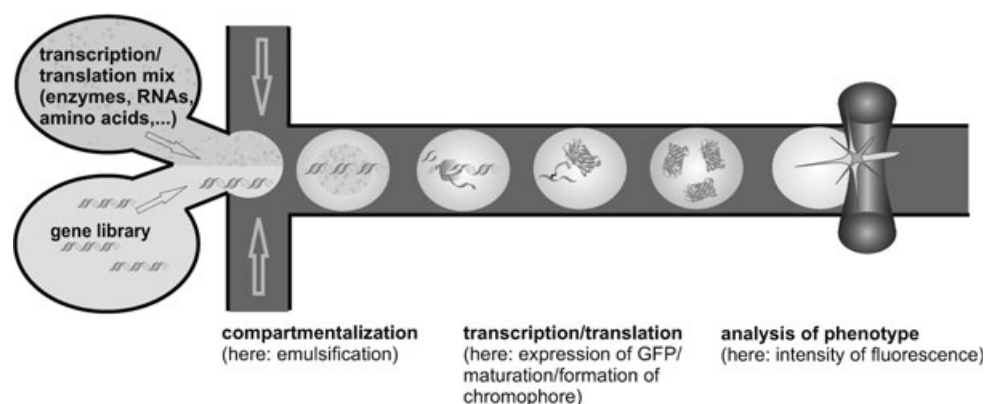 transcription/
translation mix
(enzymes, RNAs,
amino acids,...)
gene library
compartmentalization
(here: emulsification)
transcription/translation
(here: expression of GFP/
maturation/formation of
chromophore)
analysis of phenotype
(here: intensity of fluorescence)